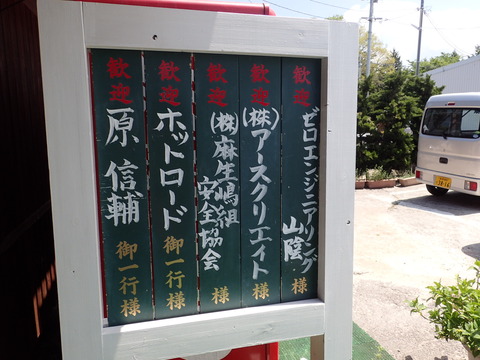 歓迎 ゼロエンジニアリング山陰 様
歓迎 (株)アースクリエイト 様
歓迎 (株)麻生嶋組安全協会 様
歓迎 ホットロード 御一行様
歓迎 原 信輔 御一行様